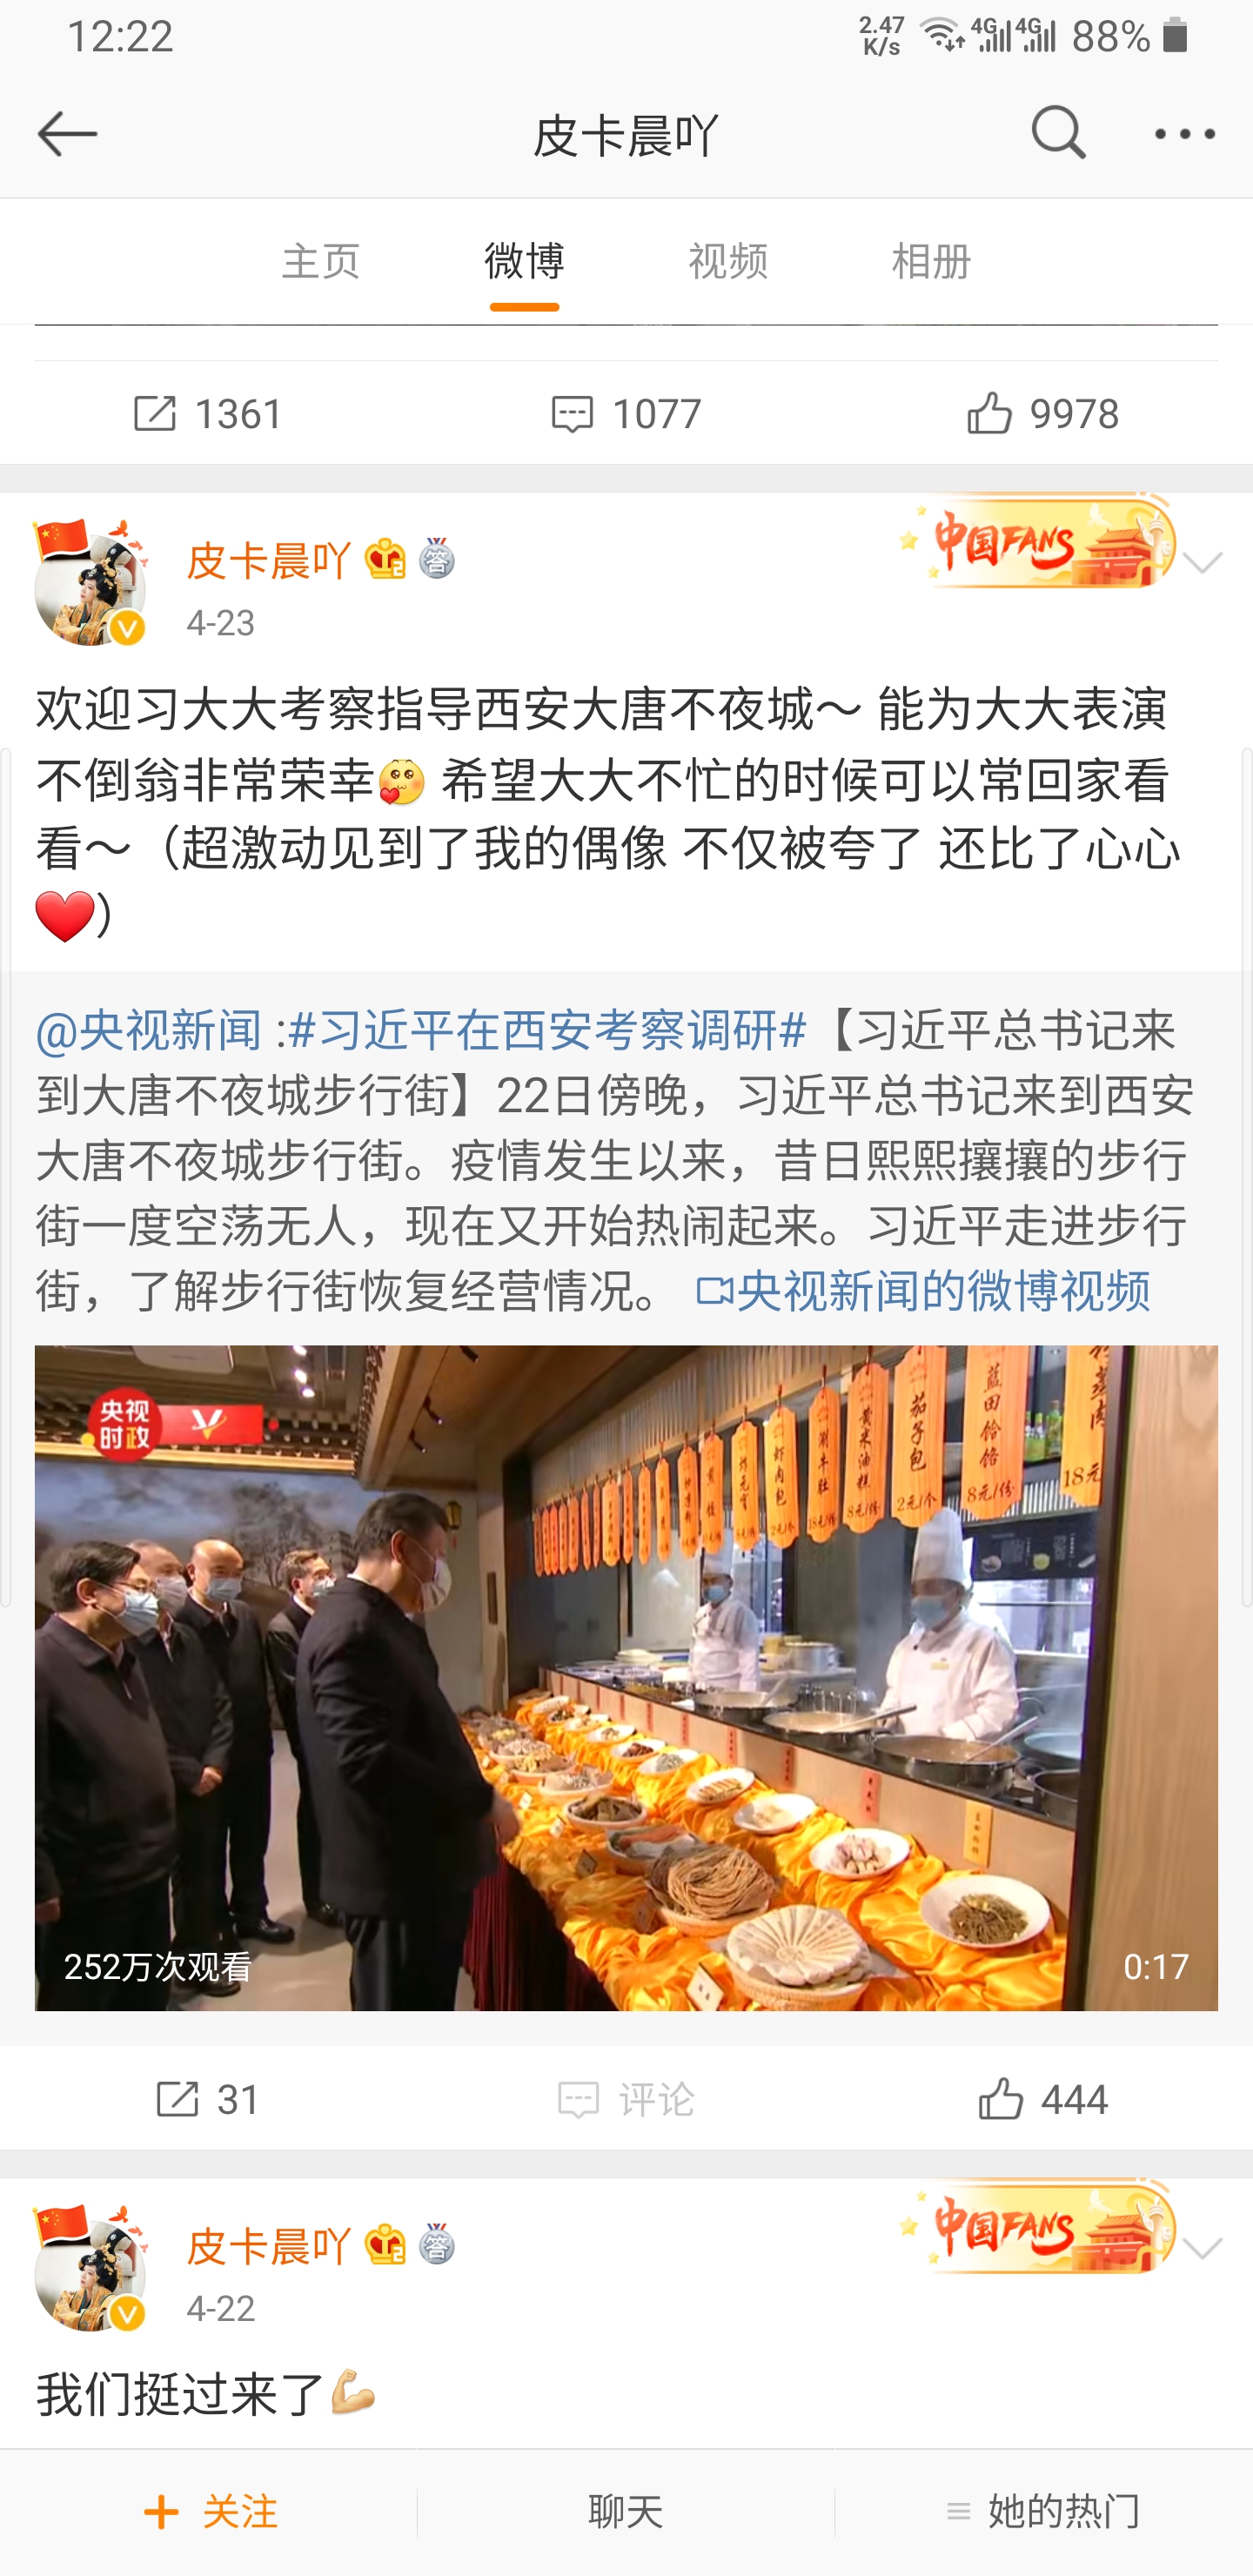 12:22
2.47 K/s 4G 4G 88%
皮卡晨吖
主页 微博 视频 相册
1361 1077 9978
皮卡晨吖 答
中国FANS
4-23
欢迎习大大考察指导西安大唐不夜城～ 能为大大表演
不倒翁非常荣幸🥰 希望大大不忙的时候可以常回家看
看～（超激动见到了我的偶像 不仅被夸了 还比了心心
❤️）
@央视新闻 :#习近平在西安考察调研#【习近平总书记来
到大唐不夜城步行街】22日傍晚，习近平总书记来到西安
大唐不夜城步行街。疫情发生以来，昔日熙熙攘攘的步行
街一度空荡无人，现在又开始热闹起来。习近平走进步行
街，了解步行街恢复经营情况。 央视新闻的微博视频
央视
时政
虾肉包
涮牛肚
黄米油糕 8元/份
茄子包 2元/个
蓝田饸饹 8元/份
蒸肉 18元
252万次观看 0:17
31 评论 444
皮卡晨吖 答
中国FANS
4-22
我们挺过来了💪
关注 聊天 她的热门